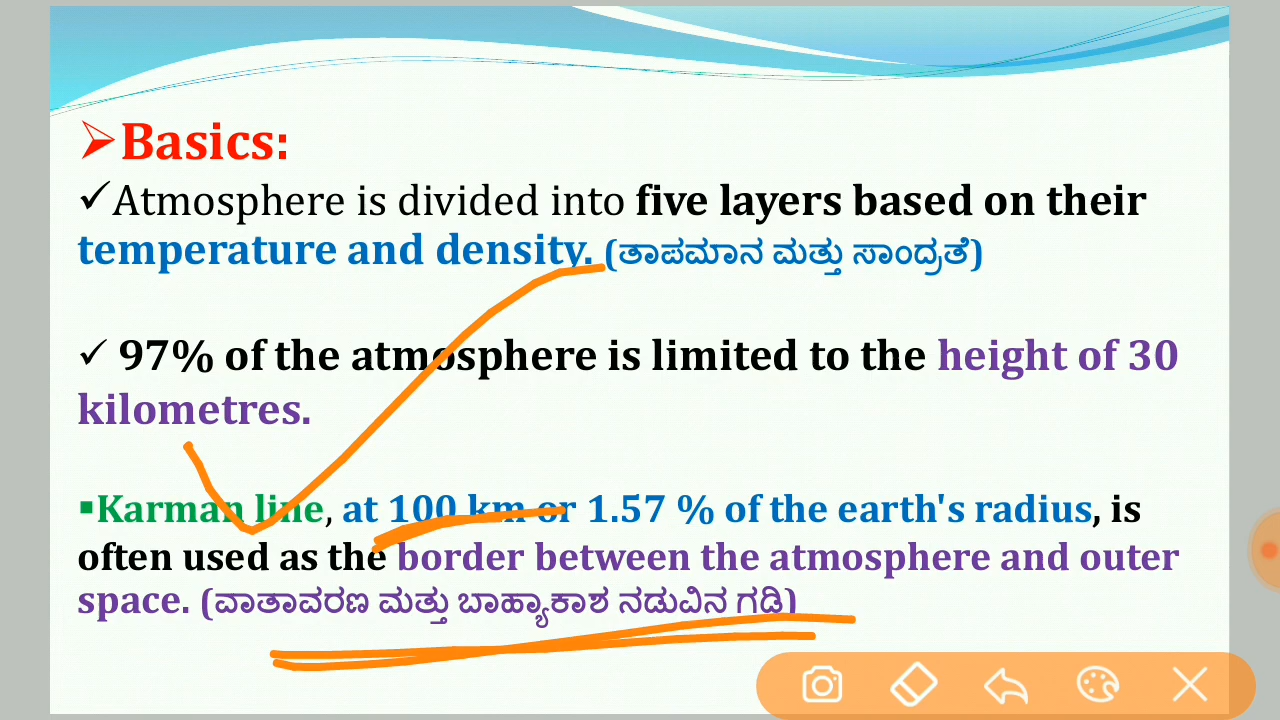 Basics:
Atmosphere is divided into five layers based on their
temperature and density. (ತಾಪಮಾನ ಮತ್ತು ಸಾಂದ್ರತೆ)
97% of the atmosphere is limited to the height of 30
kilometres.
Karman line, at 100 km or 1.57 % of the earth's radius, is
often used as the border between the atmosphere and outer
space. (ವಾತಾವರಣ ಮತ್ತು ಬಾಹ್ಯಾಕಾಶ ನಡುವಿನ ಗಡಿ)